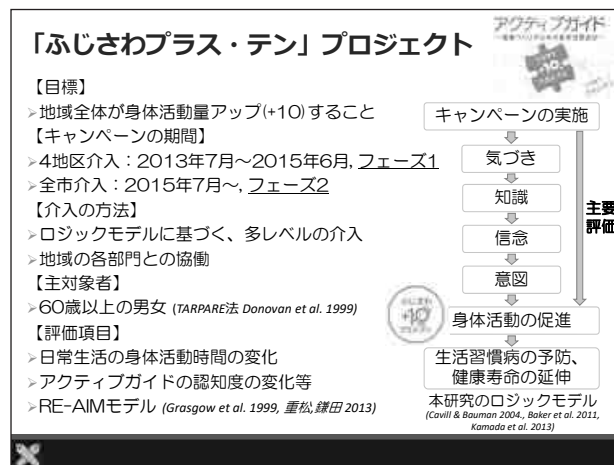 「ふじさわプラス・テン」プロジェクト
アクティブガイド
【目標】
➢地域全体が身体活動量アップ(+10)すること
【キャンペーンの期間】
➢4地区介入：2013年7月～2015年6月, フェーズ1
➢全市介入：2015年7月～, フェーズ2
【介入の方法】
➢ロジックモデルに基づく、多レベルの介入
➢地域の各部門との協働
【主対象者】
➢60歳以上の男女 (TARPARE法 Donovan et al. 1999)
【評価項目】
➢日常生活の身体活動時間の変化
➢アクティブガイドの認知度の変化等
➢RE-AIMモデル (Grasgow et al. 1999, 重松,鎌田 2013)
キャンペーンの実施
気づき
知識
信念
意図
身体活動の促進
生活習慣病の予防、
健康寿命の延伸
主要
評価
ふじさわ
+10
本研究のロジックモデル
(Cavill & Bauman 2004., Baker et al. 2011,
Kamada et al. 2013)